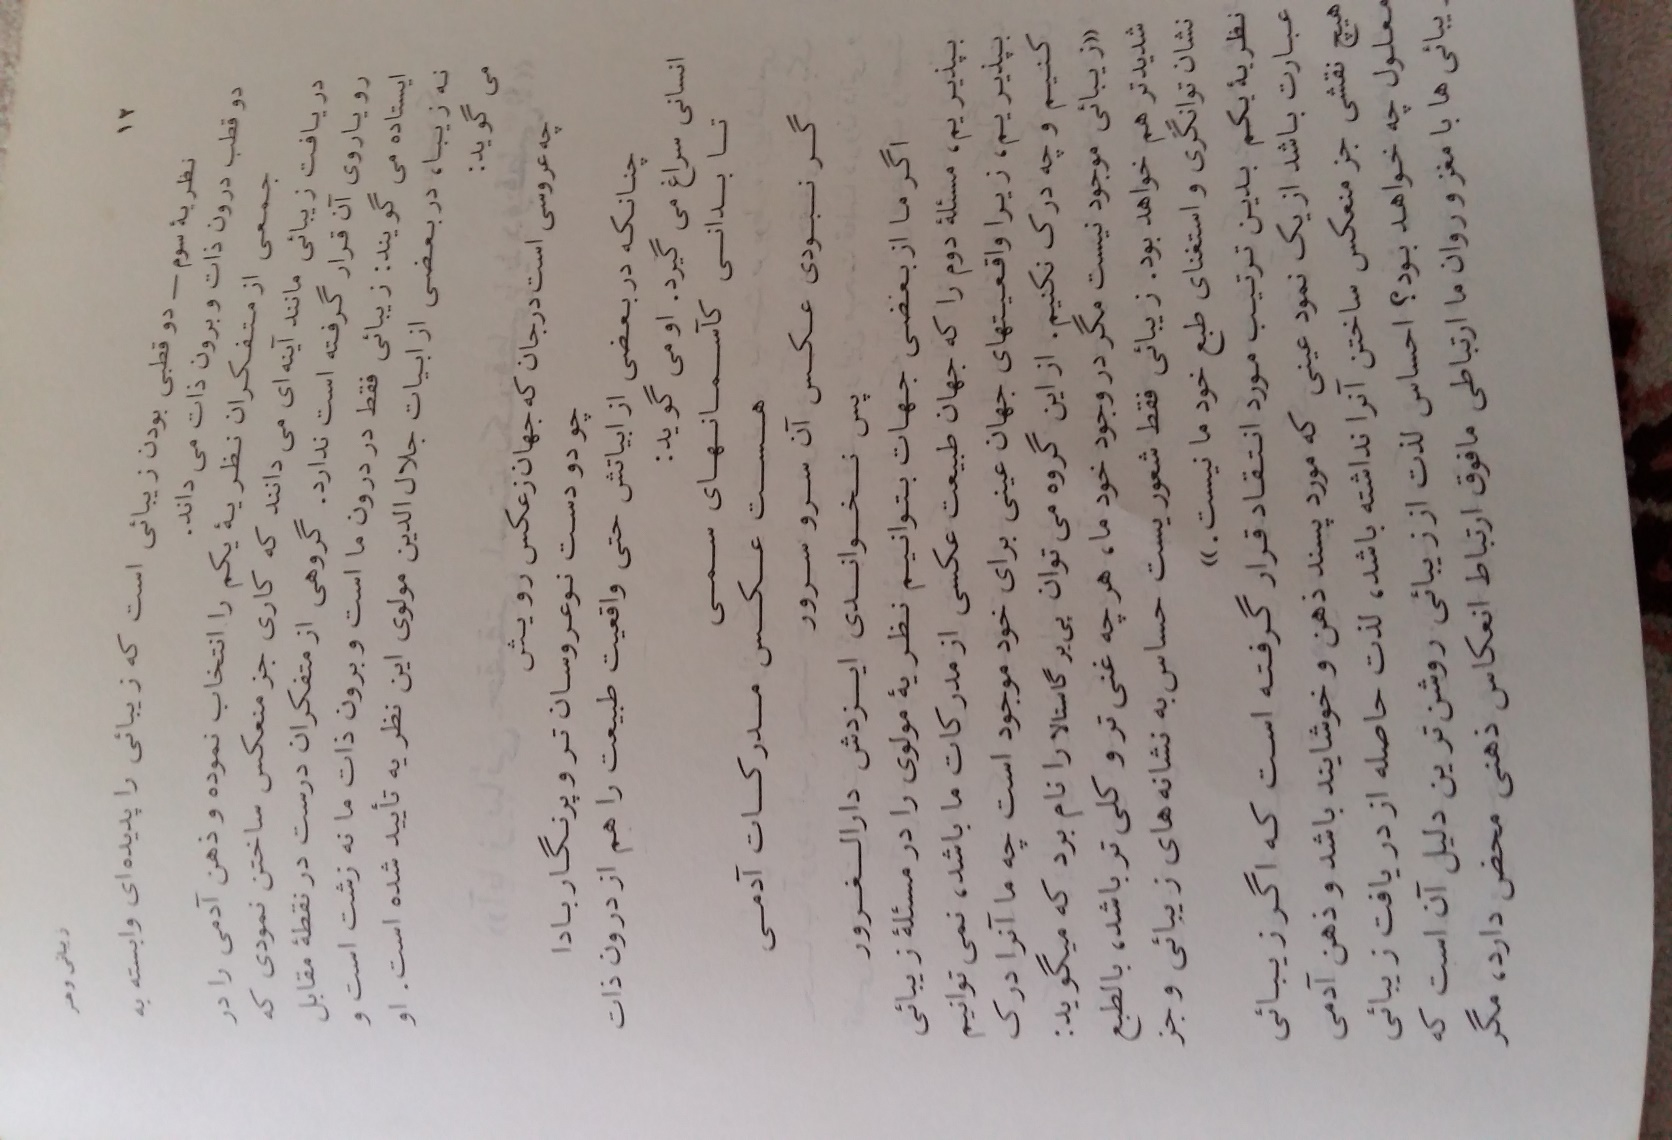 ۱۲ زیبائی و هنر
نظریهٔ سوم — دو قطبی بودن زیبائی است که زیبائی را پدیده‌ای وابسته به
دو قطب درون ذات و برون ذات می‌داند.
جمعی از متفکران نظریهٔ یکم را انتخاب نموده و ذهن آدمی را در
دریافت زیبائی مانند آینه‌ای می‌دانند که کاری جز منعکس ساختن نمودی که
رویاروی آن قرار گرفته است ندارد. گروهی از متفکران درست در نقطهٔ مقابل
ایستاده می‌گویند: زیبائی فقط در درون ما است و برون ذات ما نه زشت است و
نه زیبا، در بعضی از ابیات جلال‌الدین مولوی این نظریه تأیید شده است. او
می‌گوید:
چه عروسی است در جان که جهان ز عکس رویش
چو دو دست نوعروسان تر و پرنگار بادا
چنانکه در بعضی از ابیاتش حتی واقعیت طبیعت را هم از درون ذات
انسانی سراغ می‌گیرد. او می‌گوید:
تا بدانی کآسمانهای سمی
هست عکس مدرکات آدمی
گر نبودی عکس آن سرو سرور
پس نخواندی ایزدش دارالغرور
اگر ما از بعضی جهات بتوانیم نظریهٔ مولوی را در مسئلهٔ زیبائی
بپذیریم، مسئلهٔ دوم را که جهان طبیعت عکسی از مدرکات ما باشد، نمی‌توانیم
بپذیریم، زیرا واقعیتهای جهان عینی برای خود موجود است چه ما آنرا درک
کنیم و چه درک نکنیم. از این گروه می‌توان بی‌یرگاستالا را نام برد که میگوید:
«زیبائی موجود نیست مگر در وجود خود ما، هر چه غنی‌تر و کلی‌تر باشد، بالطبع
شدیدتر هم خواهد بود. زیبائی فقط شعوریست حساس به نشانه‌های زیبائی و جز
نشان توانگری و استغنای طبع خود ما نیست.»
نظریهٔ یکم بدین ترتیب مورد انتقاد قرار گرفته است که اگر زیبائی
عبارت باشد از یک نمود عینی که مورد پسند ذهن و خوشایند باشد و ذهن آدمی
هیچ نقشی جز منعکس ساختن آنرا نداشته باشد، لذت حاصله از دریافت زیبائی
معلول چه خواهد بود؟ احساس لذت از زیبائی روشن‌ترین دلیل آن است که
زیبائی‌ها با مغز و روان ما ارتباطی مافوق ارتباط انعکاس ذهنی محض دارد، مگر